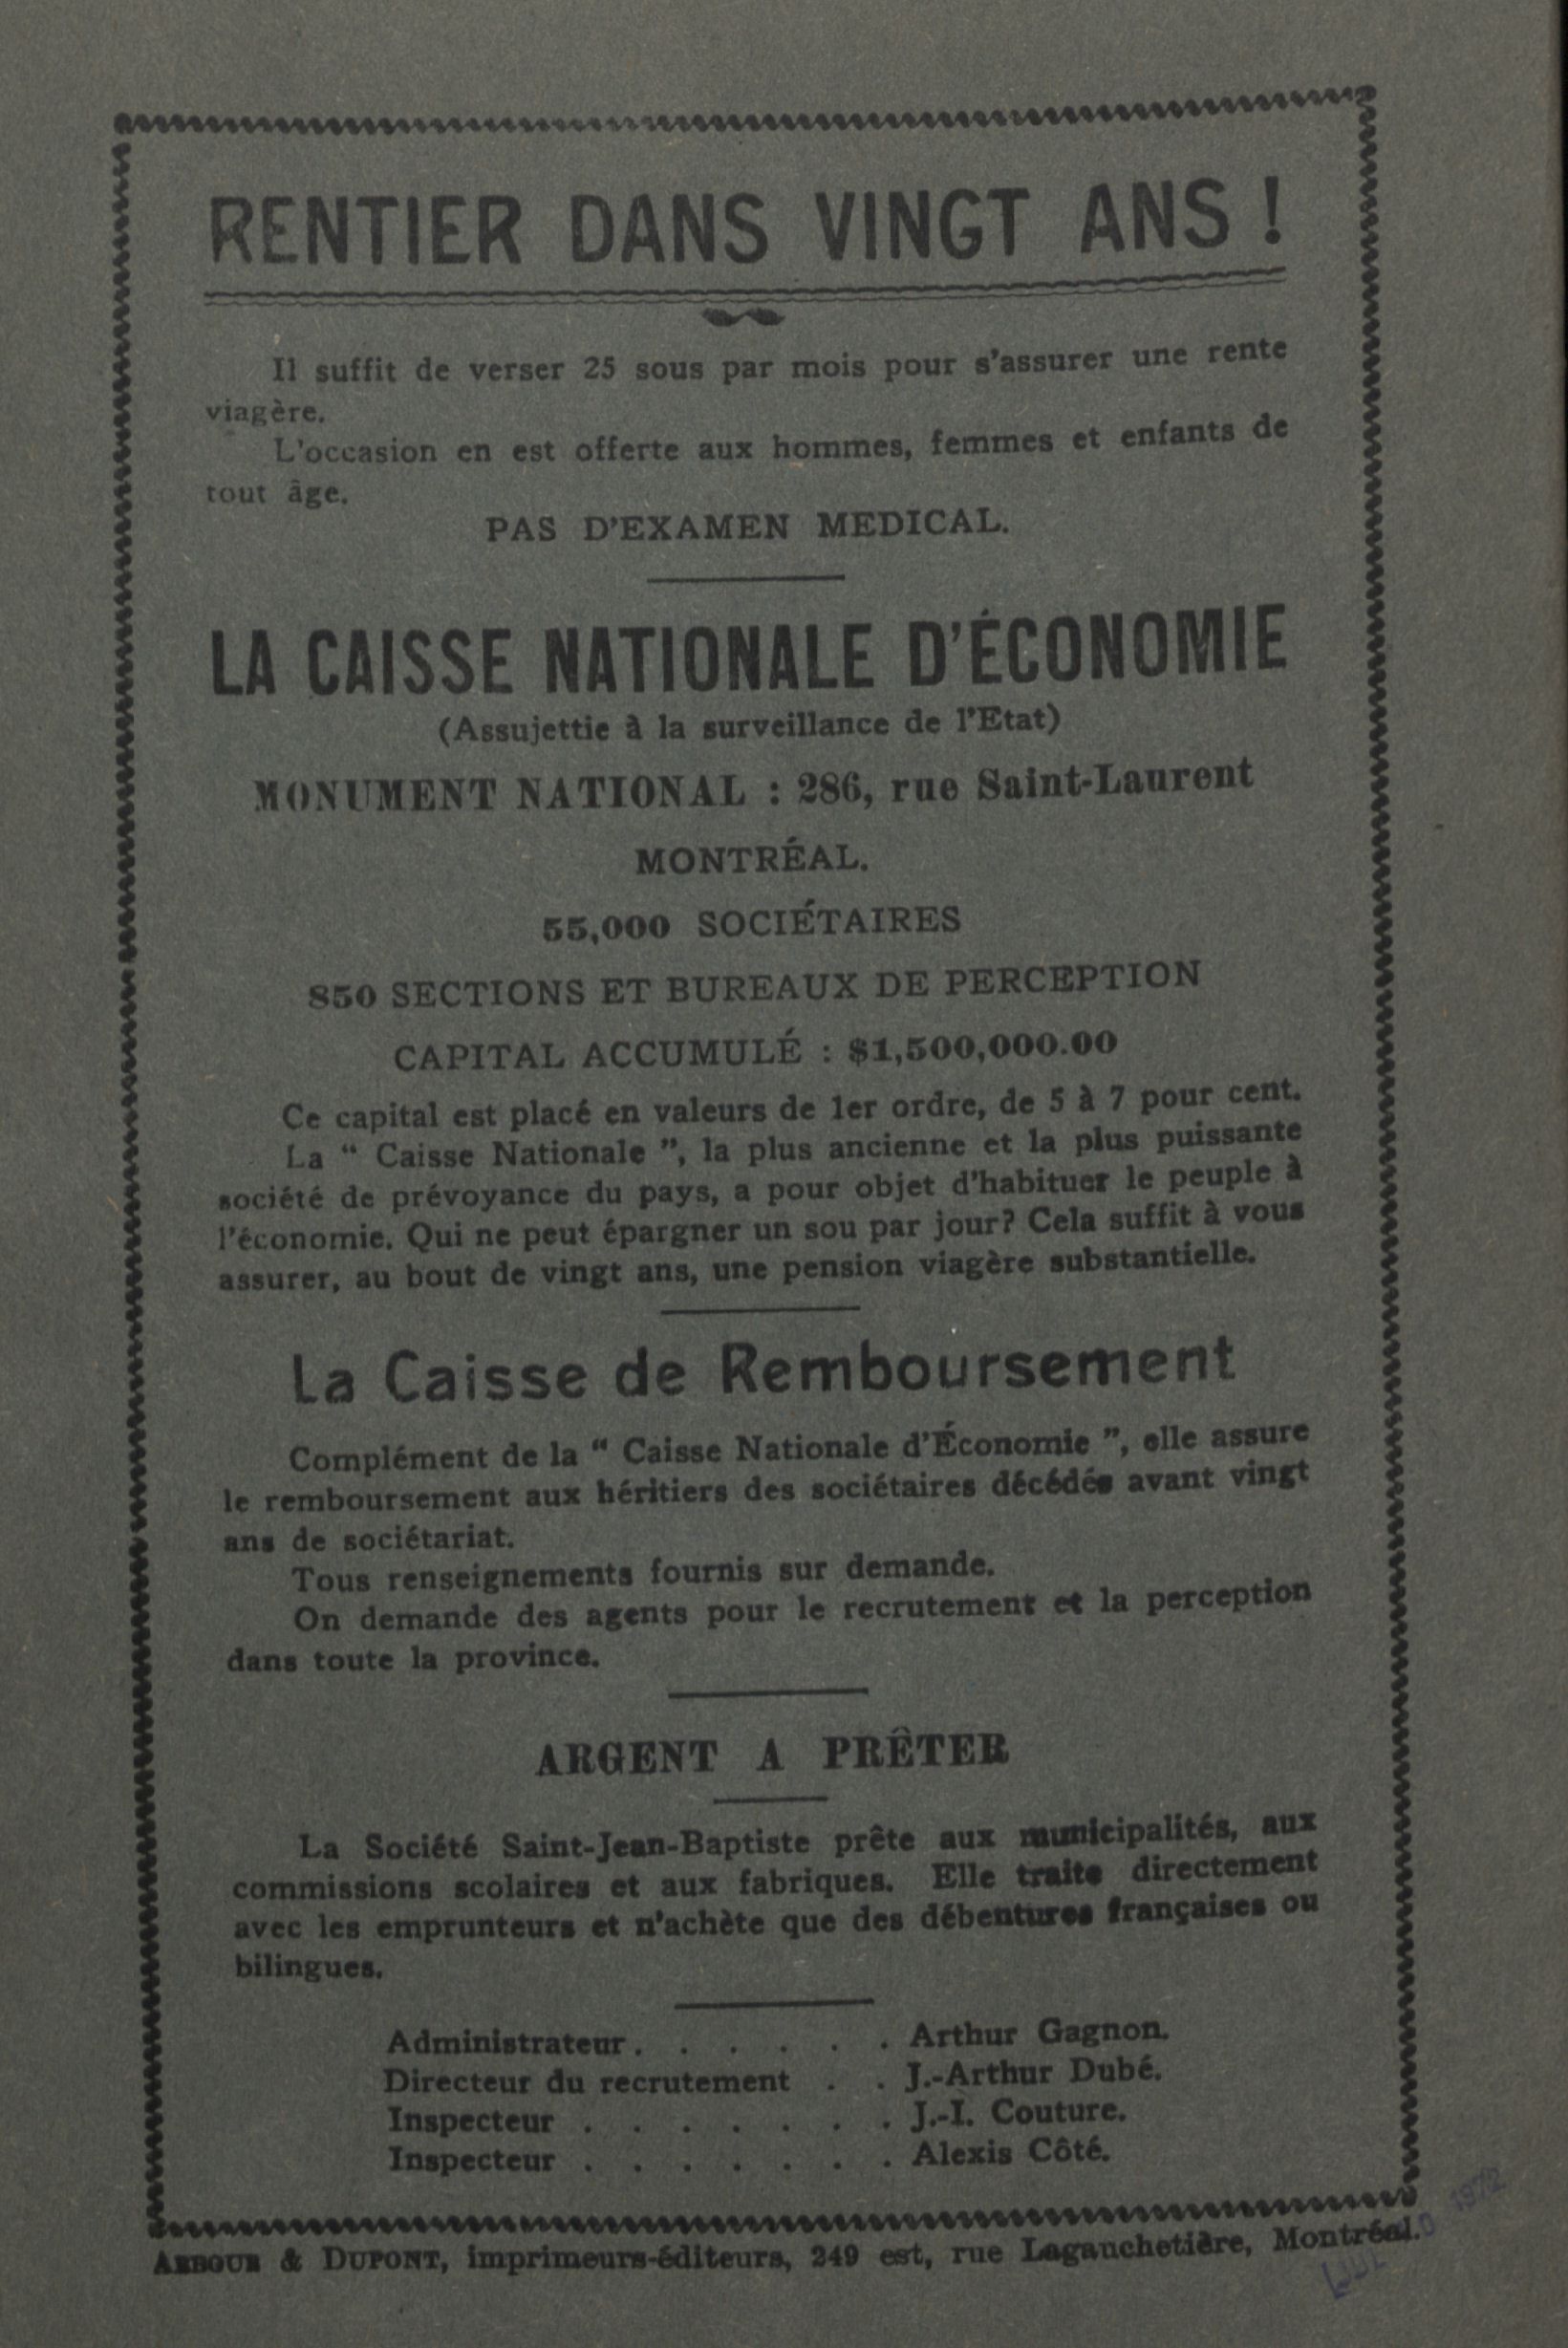 RENTIER DANS VINGT ANS !
Il suffit de verser 25 sous par mois pour s'assurer une rente
viagère.
L'occasion en est offerte aux hommes, femmes et enfants de
tout âge.
PAS D'EXAMEN MEDICAL.
LA CAISSE NATIONALE D'ÉCONOMIE
(Assujettie à la surveillance de l'Etat)
MONUMENT NATIONAL : 286, rue Saint-Laurent
MONTRÉAL.
55,000 SOCIÉTAIRES
850 SECTIONS ET BUREAUX DE PERCEPTION
CAPITAL ACCUMULÉ : $1,500,000.00
Ce capital est placé en valeurs de 1er ordre, de 5 à 7 pour cent.
La " Caisse Nationale ", la plus ancienne et la plus puissante
société de prévoyance du pays, a pour objet d'habituer le peuple à
l'économie. Qui ne peut épargner un sou par jour? Cela suffit à vous
assurer, au bout de vingt ans, une pension viagère substantielle.
La Caisse de Remboursement
Complément de la " Caisse Nationale d'Économie ", elle assure
le remboursement aux héritiers des sociétaires décédés avant vingt
ans de sociétariat.
Tous renseignements fournis sur demande.
On demande des agents pour le recrutement et la perception
dans toute la province.
ARGENT A PRÊTER
La Société Saint-Jean-Baptiste prête aux municipalités, aux
commissions scolaires et aux fabriques. Elle traite directement
avec les emprunteurs et n'achète que des débentures françaises ou
bilingues.
Administrateur. . . . . . Arthur Gagnon.
Directeur du recrutement . . J.-Arthur Dubé.
Inspecteur . . . . . . . J.-I. Couture.
Inspecteur . . . . . . . Alexis Côté.
ARBOUR & DUPONT, imprimeurs-éditeurs, 249 est, rue Lagauchetière, Montréal.
1972